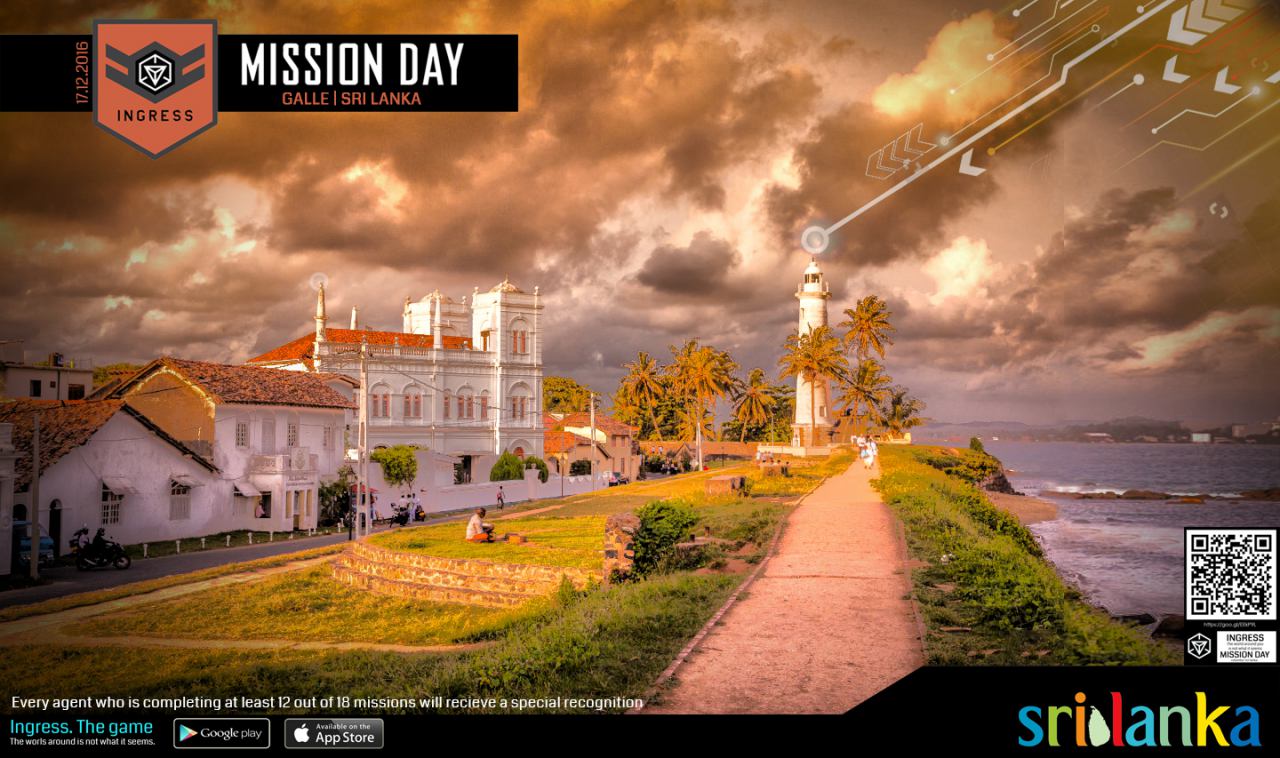 17.12.2016
INGRESS
MISSION DAY
GALLE | SRI LANKA
INGRESS
MISSION DAY
Every agent who is completing at least 12 out of 18 missions will recieve a special recognition
Ingress. The game
The worls around is not what it seems.
Google play
Available on the
App Store
srilanka